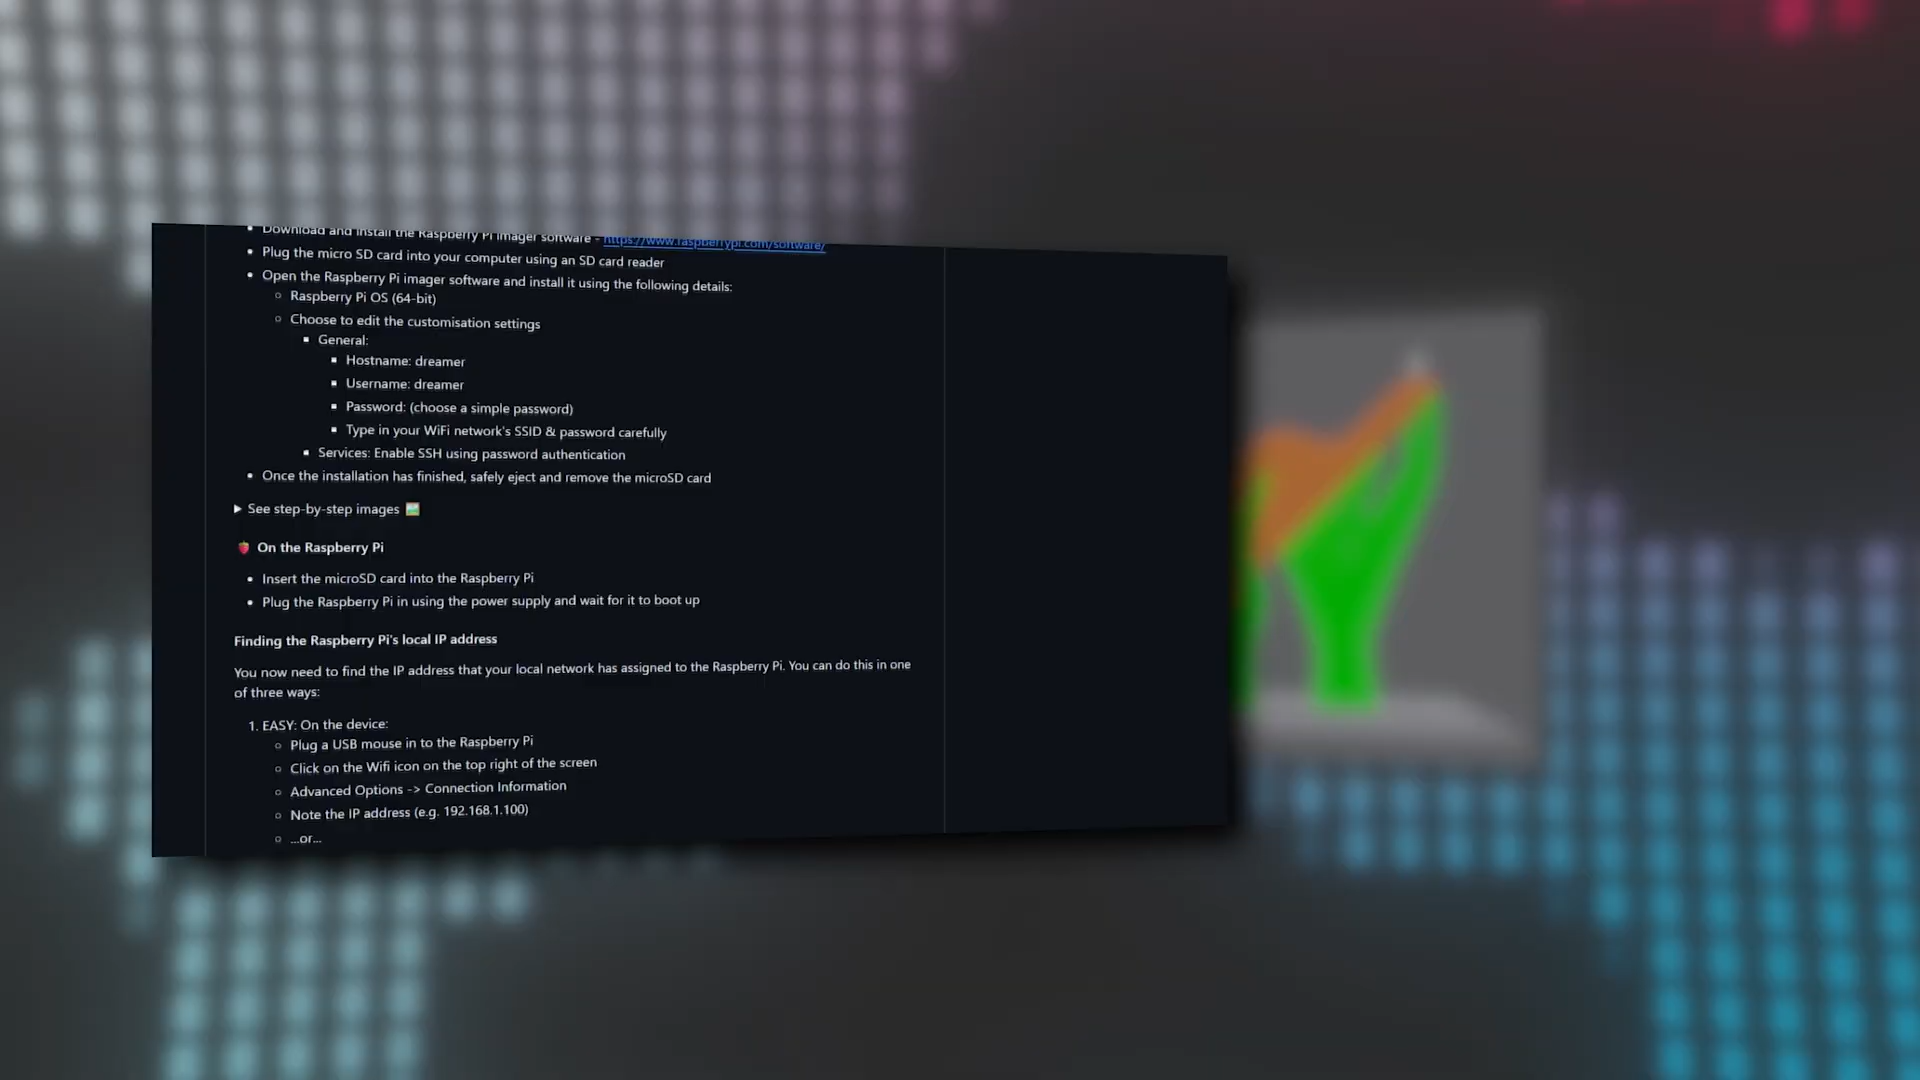 Download and install the Raspberry Pi imager software - https://www.raspberrypi.com/software/
Plug the micro SD card into your computer using an SD card reader
Open the Raspberry Pi imager software and install it using the following details:
Raspberry Pi OS (64-bit)
Choose to edit the customisation settings
General:
Hostname: dreamer
Username: dreamer
Password: (choose a simple password)
Type in your WiFi network's SSID & password carefully
Services: Enable SSH using password authentication
Once the installation has finished, safely eject and remove the microSD card
See step-by-step images
On the Raspberry Pi
Insert the microSD card into the Raspberry Pi
Plug the Raspberry Pi in using the power supply and wait for it to boot up
Finding the Raspberry Pi's local IP address
You now need to find the IP address that your local network has assigned to the Raspberry Pi. You can do this in one
of three ways:
1. EASY: On the device:
Plug a USB mouse in to the Raspberry Pi
Click on the Wifi icon on the top right of the screen
Advanced Options -> Connection Information
Note the IP address (e.g. 192.168.1.100)
...or...